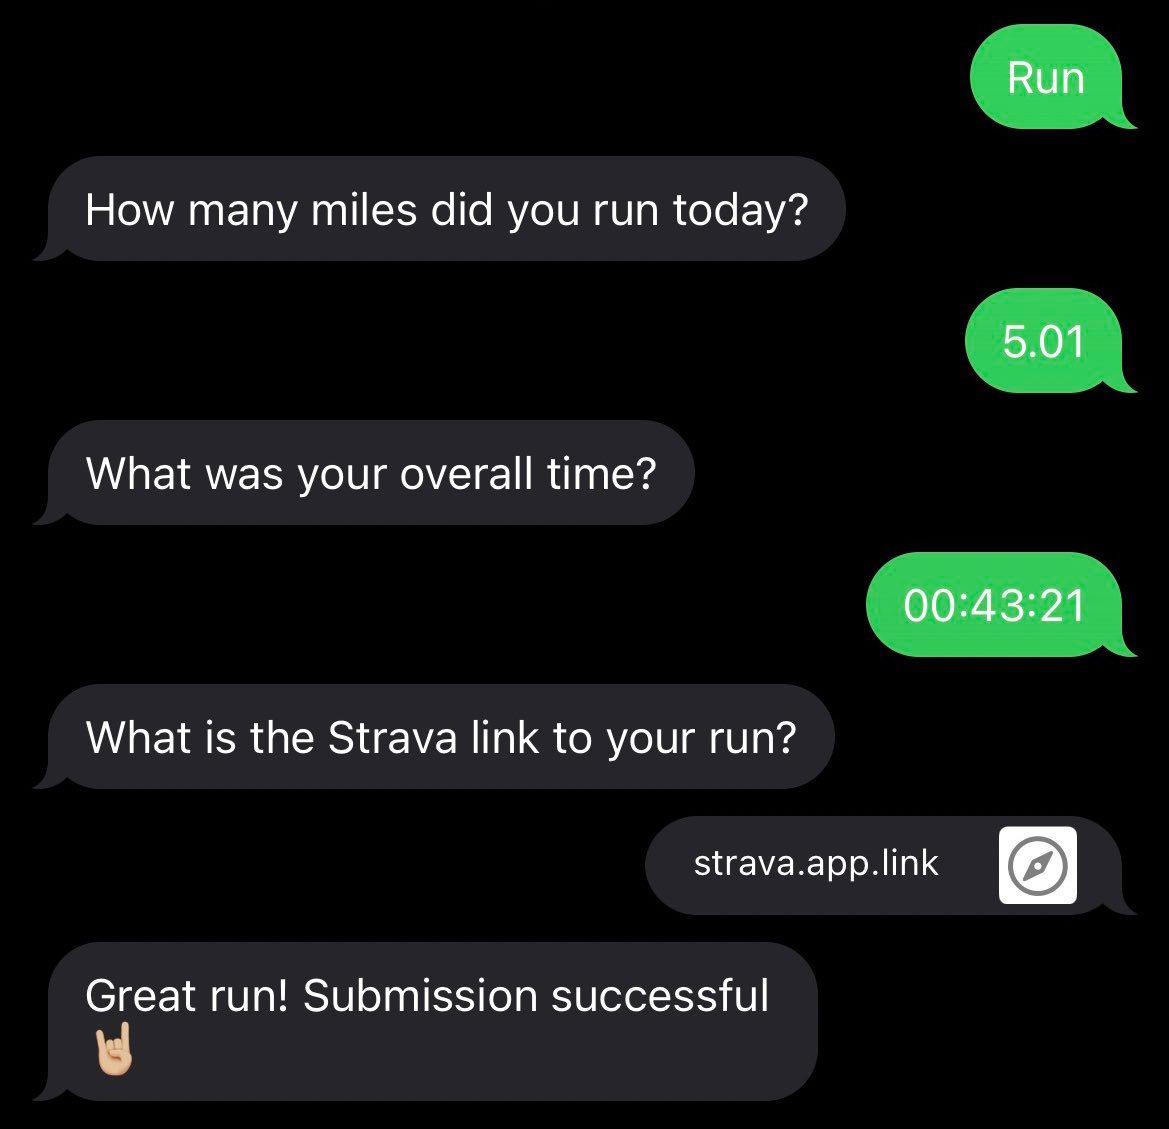 Run
How many miles did you run today?
5.01
What was your overall time?
00:43:21
What is the Strava link to your run?
strava.app.link
Great run! Submission successful
🤘🏼